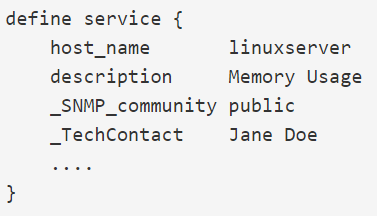 define service {
    host_name       linuxserver
    description     Memory Usage
    _SNMP_community public
    _TechContact    Jane Doe
    ....
}